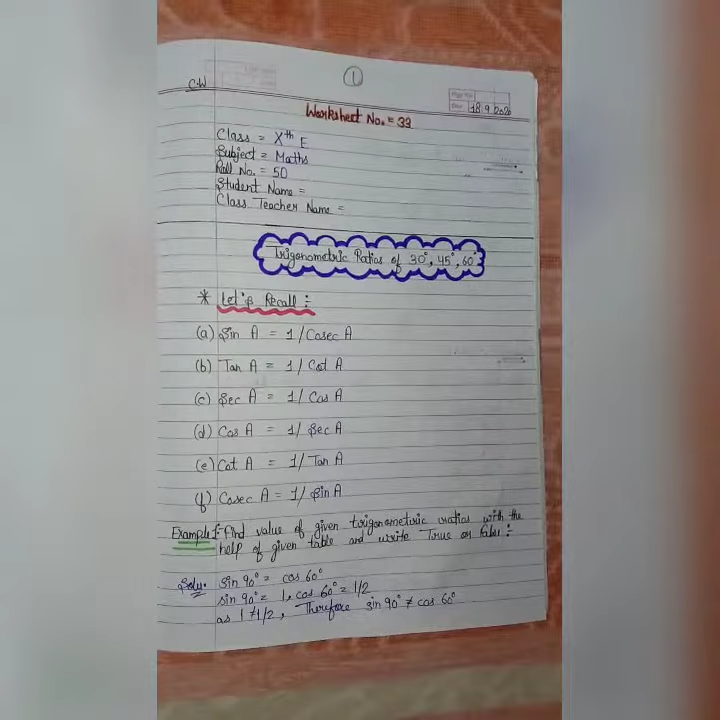 1
C.W
18.9.2020
Worksheet No. = 33
Class = Xth E
Subject = Maths
Roll No. = 50
Student Name =
Class Teacher Name =
Trigonometric Ratios of 30°, 45°, 60°
* Let's Recall :-
(a) Sin A = 1/Cosec A
(b) Tan A = 1/ Cot A
(c) Sec A = 1/ Cos A
(d) Cos A = 1/ Sec A
(e) Cot A = 1/ Tan A
(f) Cosec A = 1/ Sin A
Example 1:- Find value of given trigonometric ratios with the
help of given table and write True or False :-
Solu. Sin 90° = cos 60°
sin 90° = 1, cos 60° = 1/2
as 1 ≠ 1/2, Therefore sin 90° ≠ cos 60°